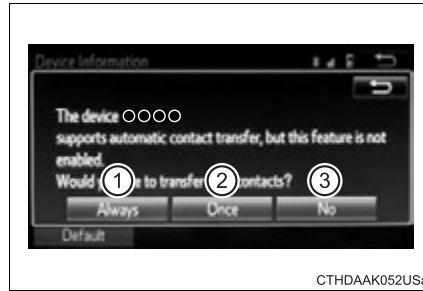 Device Information
The device ○○○○
supports automatic contact transfer, but this feature is not
enabled.
Would to transfer contacts?
1 2 3
Always Once No
Default
CTHDAAK052USa